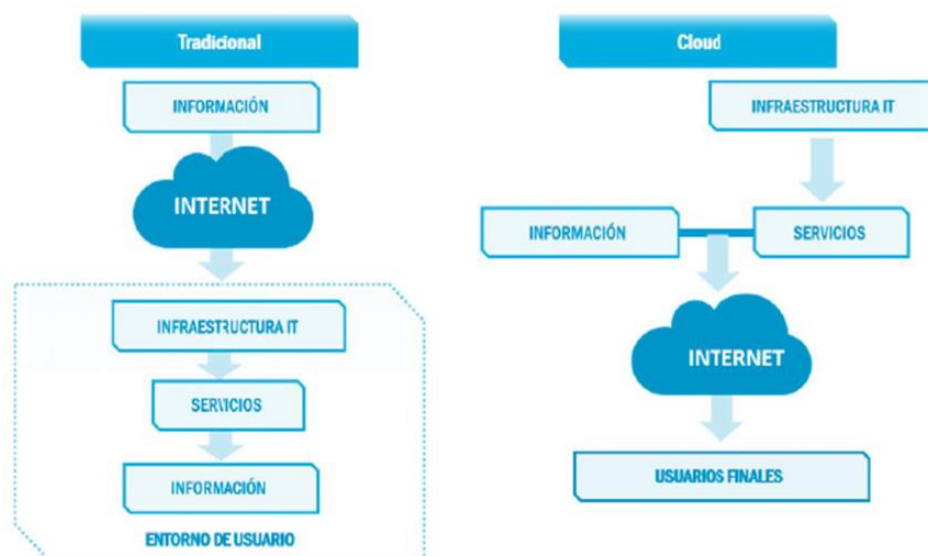 Tradicional
INFORMACIÓN
INTERNET
INFRAESTRUCTURA IT
SERVICIOS
INFORMACIÓN
ENTORNO DE USUARIO
Cloud
INFRAESTRUCTURA IT
INFORMACIÓN
SERVICIOS
INTERNET
USUARIOS FINALES